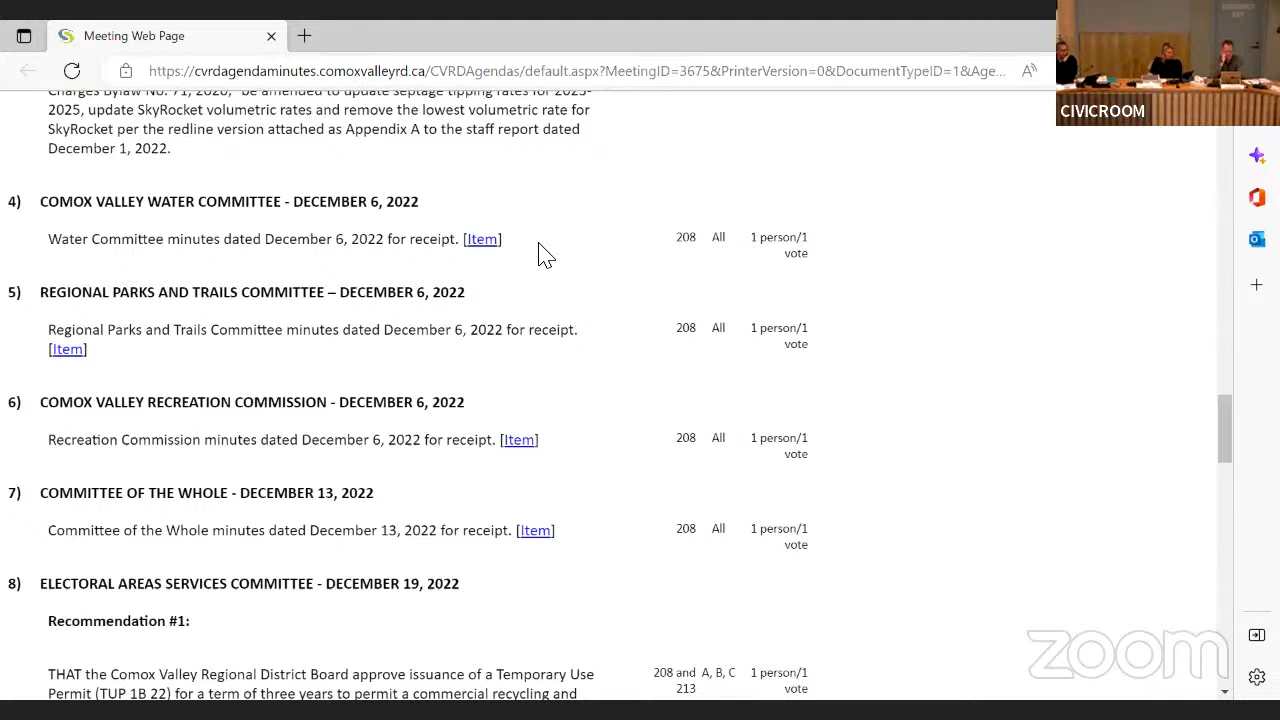 Meeting Web Page
https://cvrdagendaminutes.comoxvalleyrd.ca/CVRDAgendas/default.aspx?MeetingID=3675&PrinterVersion=0&DocumentTypeID=1&Age...
CIVICROOM
Charges Bylaw No. 71, 2020," be amended to update septage tipping rates for 2023-
2025, update SkyRocket volumetric rates and remove the lowest volumetric rate for
SkyRocket per the redline version attached as Appendix A to the staff report dated
December 1, 2022.
4) COMOX VALLEY WATER COMMITTEE - DECEMBER 6, 2022
Water Committee minutes dated December 6, 2022 for receipt. [Item] 208 All 1 person/1
vote
5) REGIONAL PARKS AND TRAILS COMMITTEE – DECEMBER 6, 2022
Regional Parks and Trails Committee minutes dated December 6, 2022 for receipt. 208 All 1 person/1
[Item] vote
6) COMOX VALLEY RECREATION COMMISSION - DECEMBER 6, 2022
Recreation Commission minutes dated December 6, 2022 for receipt. [Item] 208 All 1 person/1
vote
7) COMMITTEE OF THE WHOLE - DECEMBER 13, 2022
Committee of the Whole minutes dated December 13, 2022 for receipt. [Item] 208 All 1 person/1
vote
8) ELECTORAL AREAS SERVICES COMMITTEE - DECEMBER 19, 2022
Recommendation #1:
THAT the Comox Valley Regional District Board approve issuance of a Temporary Use 208 and A, B, C 1 person/1
Permit (TUP 1B 22) for a term of three years to permit a commercial recycling and 213 vote
zoom